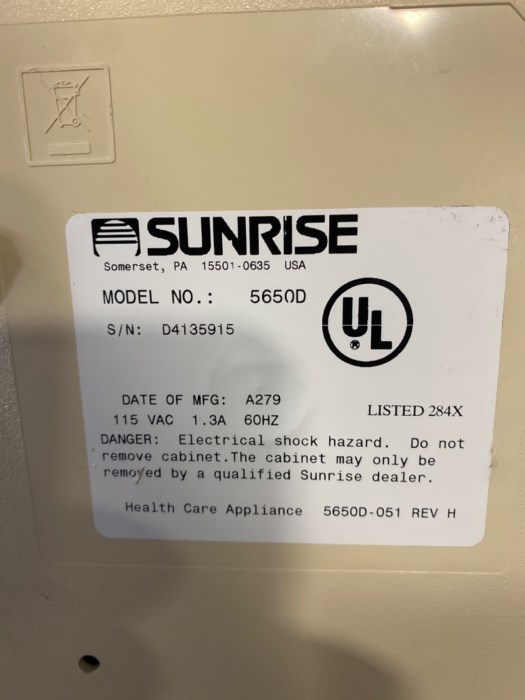 SUNRISE
Somerset, PA 15501-0635 USA
MODEL NO.: 5650D
S/N: D4135915
UL
®
DATE OF MFG: A279
115 VAC 1.3A 60HZ
LISTED 284X
DANGER: Electrical shock hazard. Do not
remove cabinet.The cabinet may only be
removed by a qualified Sunrise dealer.
Health Care Appliance 5650D-051 REV H